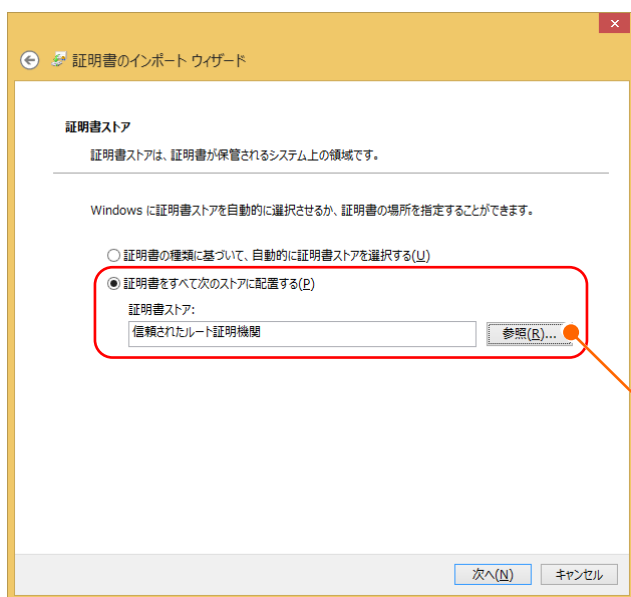 証明書のインポート ウィザード
証明書ストア
証明書ストアは、証明書が保管されるシステム上の領域です。
Windows に証明書ストアを自動的に選択させるか、証明書の場所を指定することができます。
証明書の種類に基づいて、自動的に証明書ストアを選択する(U)
証明書をすべて次のストアに配置する(P)
証明書ストア:
信頼されたルート証明機関
参照(R)...
次へ(N)
キャンセル